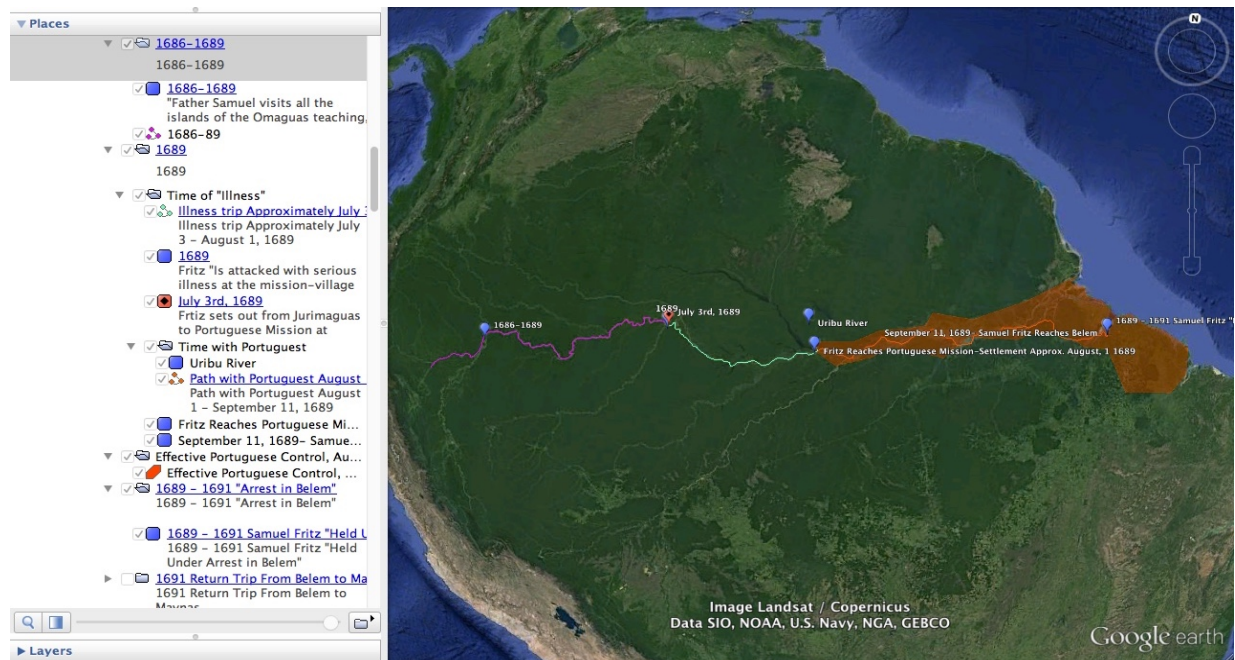 Places
1686-1689
1686-1689
1686-1689
"Father Samuel visits all the
islands of the Omaguas teaching,
1686-89
1689
1689
Time of "Illness"
Illness trip Approximately July 3
Illness trip Approximately July
3 - August 1, 1689
1689
Fritz "Is attacked with serious
illness at the mission-village
July 3rd, 1689
Frtiz sets out from Jurimaguas
to Portuguese Mission at
Time with Portuguest
Uribu River
Path with Portuguest August
Path with Portuguest August
1 - September 11, 1689
Fritz Reaches Portuguese Mi...
September 11, 1689- Samue...
Effective Portuguese Control, Au...
Effective Portuguese Control, ...
1689 - 1691 "Arrest in Belem"
1689 - 1691 "Arrest in Belem"
1689 - 1691 Samuel Fritz "Held U
1689 - 1691 Samuel Fritz "Held
Under Arrest in Belem"
1691 Return Trip From Belem to Ma
1691 Return Trip From Belem to
Maynas
Layers
N
1686-1689
1689
July 3rd, 1689
Uribu River
September 11, 1689- Samuel Fritz Reaches Belem
1689 - 1691 Samuel Fritz "H
Fritz Reaches Portuguese Mission-Settlement Approx. August, 1 1689
Image Landsat / Copernicus
Data SIO, NOAA, U.S. Navy, NGA, GEBCO
Google earth